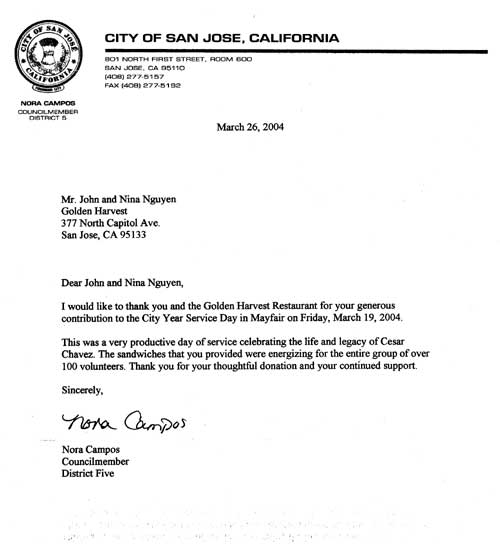 CITY OF SAN JOSE, CALIFORNIA
801 NORTH FIRST STREET, ROOM 600
SAN JOSE, CA 95110
(408) 277-5157
FAX (408) 277-5192
CITY OF SAN JOSE
CALIFORNIA
NORA CAMPOS
COUNCILMEMBER
DISTRICT 5
March 26, 2004
Mr. John and Nina Nguyen
Golden Harvest
377 North Capitol Ave.
San Jose, CA 95133
Dear John and Nina Nguyen,
I would like to thank you and the Golden Harvest Restaurant for your generous
contribution to the City Year Service Day in Mayfair on Friday, March 19, 2004.
This was a very productive day of service celebrating the life and legacy of Cesar
Chavez. The sandwiches that you provided were energizing for the entire group of over
100 volunteers. Thank you for your thoughtful donation and your continued support.
Sincerely,
Nora Campos
Nora Campos
Councilmember
District Five